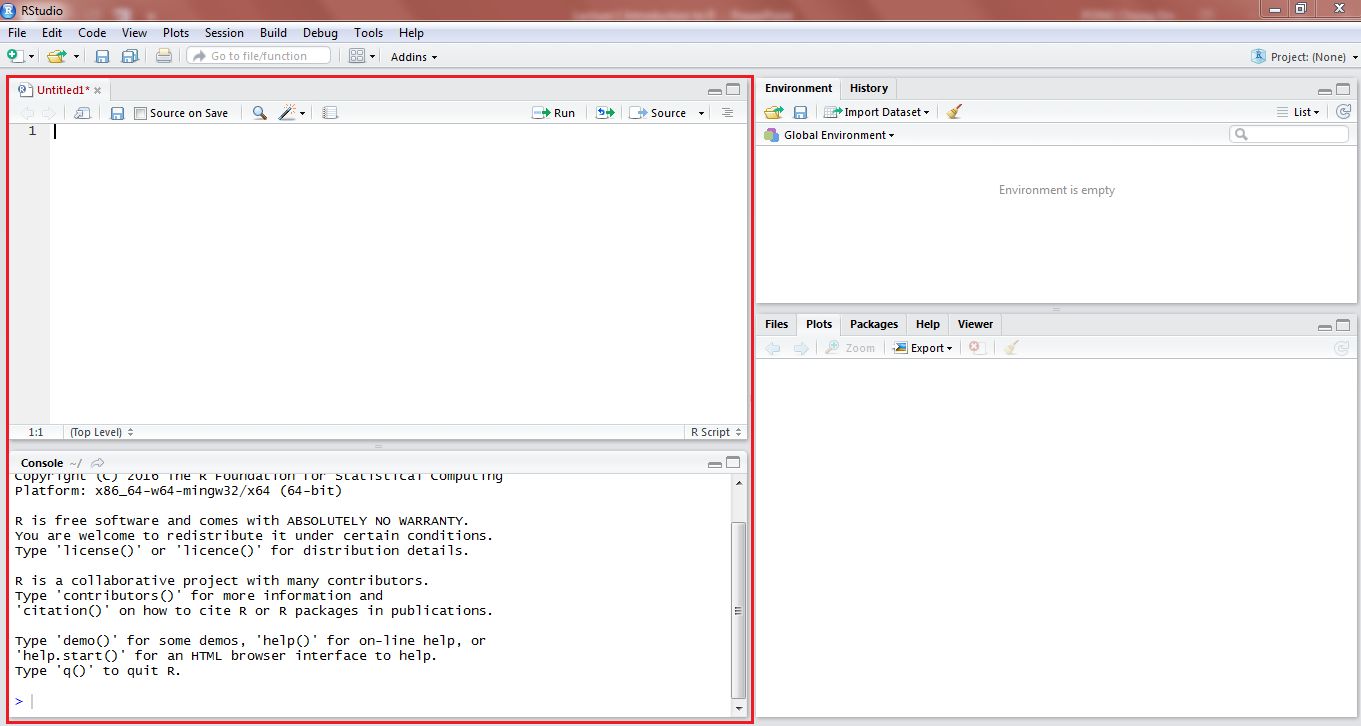 RStudio
File Edit Code View Plots Session Build Debug Tools Help
Go to file/function Addins Project: (None)
Untitled1*
Source on Save Run Source
1
1:1 (Top Level) R Script
Console ~/
Copyright (C) 2016 The R Foundation for Statistical Computing
Platform: x86_64-w64-mingw32/x64 (64-bit)
R is free software and comes with ABSOLUTELY NO WARRANTY.
You are welcome to redistribute it under certain conditions.
Type 'license()' or 'licence()' for distribution details.
R is a collaborative project with many contributors.
Type 'contributors()' for more information and
'citation()' on how to cite R or R packages in publications.
Type 'demo()' for some demos, 'help()' for on-line help, or
'help.start()' for an HTML browser interface to help.
Type 'q()' to quit R.
>
Environment History
Import Dataset List
Global Environment
Environment is empty
Files Plots Packages Help Viewer
Zoom Export